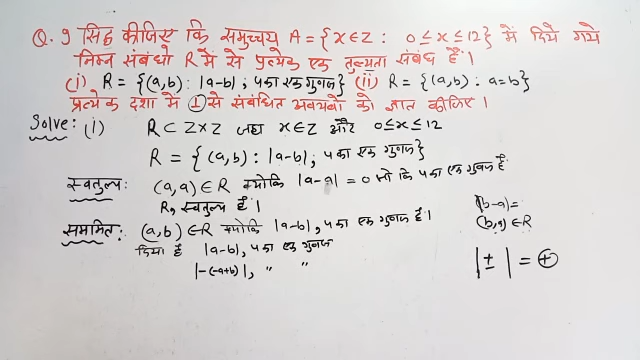 Q. 9 सिद्ध कीजिए कि समुच्चय A = {x∈Z : 0≤x≤12} में दिये गये
निम्न संबंधो R में से प्रत्येक एक तुल्यता संबंध है।
(i) R = {(a,b): |a-b|; 4 का एक गुणज} (ii) R = {(a,b): a=b}
प्रत्येक दशा में 1 से संबंधित अवयवो को ज्ञात कीजिए।
Solve: (i) R ⊂ Z×Z जहा x∈Z और 0≤x≤12
R = {(a,b): |a-b|; 4 का एक गुणज}
स्वतुल्य: (a,a)∈R क्योकि |a-a| = 0 जो कि 4 का एक गुणज है
R, स्वतुल्य है।
सममित: (a,b)∈R क्योकि |a-b|, 4 का एक गुणज है।
दिया है |a-b|, 4 का एक गुणज
|-(-a+b)|, " "
|b-a|=
(b,a)∈R
|±| = +